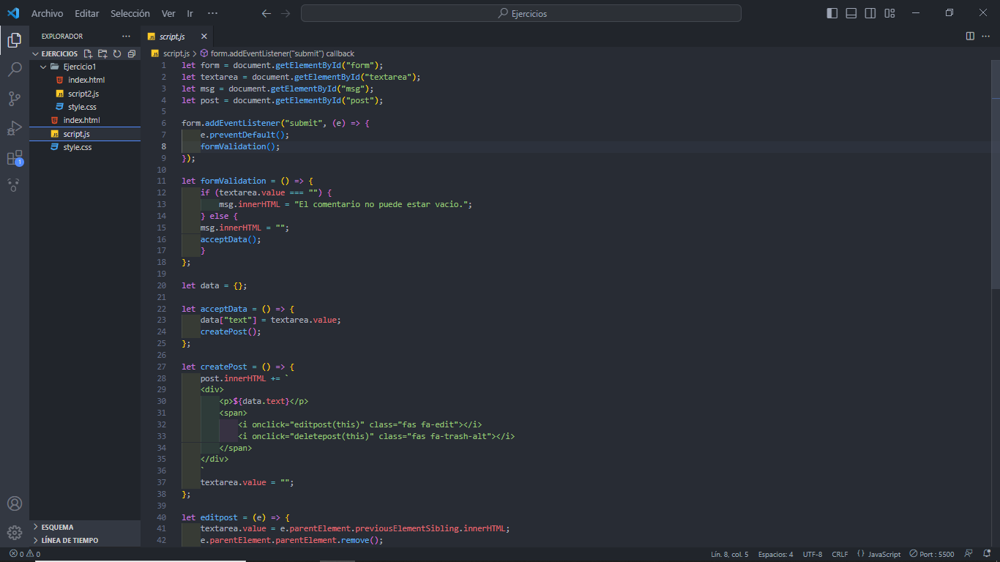 Archivo Editar Selección Ver Ir ···
Ejercicios
EXPLORADOR ···
EJERCICIOS
Ejercicio1
index.html
JS script2.js
style.css
index.html
JS script.js
style.css
ESQUEMA
LÍNEA DE TIEMPO
1
JS script.js
JS script.js > form.addEventListener("submit") callback
1 let form = document.getElementById("form");
2 let textarea = document.getElementById("textarea");
3 let msg = document.getElementById("msg");
4 let post = document.getElementById("post");
5
6 form.addEventListener("submit", (e) => {
7     e.preventDefault();
8     formValidation();
9 });
10
11 let formValidation = () => {
12     if (textarea.value === "") {
13         msg.innerHTML = "El comentario no puede estar vacio.";
14     } else {
15     msg.innerHTML = "";
16     acceptData();
17     }
18 };
19
20 let data = {};
21
22 let acceptData = () => {
23     data["text"] = textarea.value;
24     createPost();
25 };
26
27 let createPost = () => {
28     post.innerHTML += `
29     <div>
30         <p>${data.text}</p>
31         <span>
32             <i onclick="editpost(this)" class="fas fa-edit"></i>
33             <i onclick="deletepost(this)" class="fas fa-trash-alt"></i>
34         </span>
35     </div>
36     `
37     textarea.value = "";
38 };
39
40 let editpost = (e) => {
41     textarea.value = e.parentElement.previousElementSibling.innerHTML;
42     e.parentElement.parentElement.remove();
0 0 Lín. 8, col. 5 Espacios: 4 UTF-8 CRLF {} JavaScript Port : 5500